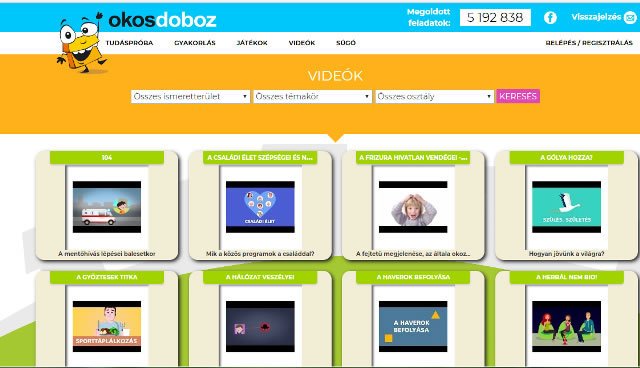 okosdoboz
Megoldott
feladatok:
5 192 838
Visszajelzés
TUDÁSPRÓBA
GYAKORLÁS
JÁTÉKOK
VIDEÓK
SÚGÓ
BELÉPÉS / REGISZTRÁLÁS
VIDEÓK
Összes ismeretterület
Összes témakör
Összes osztály
KERESÉS
104
A CSALÁDI ÉLET SZÉPSÉGEI ÉS N...
A FRIZURA HIVATLAN VENDÉGEI -...
A GÓLYA HOZZA?
CSALÁDI ÉLET
SZÜLÉS, SZÜLETÉS
A mentőhívás lépései balesetkor
Mik a közös programok a családdal?
A fejtetű megjelenése, az általa okoz...
Hogyan jövünk a világra?
A GYŐZTESEK TITKA
A HÁLÓZAT VESZÉLYEI
A HAVEROK BEFOLYÁSA
A HERBÁL NEM BIO!
SPORTTÁPLÁLKOZÁS
A HAVEROK
BEFOLYÁSA